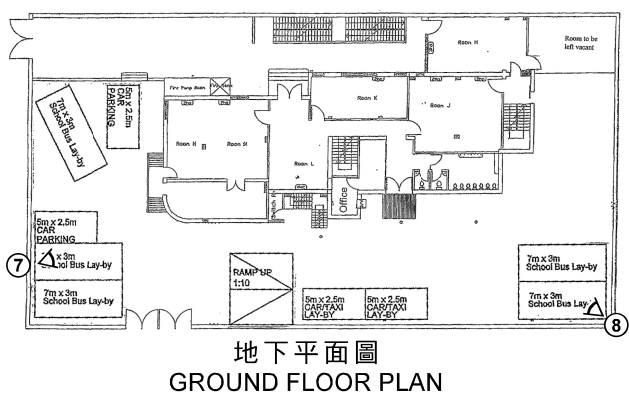 Room H
Room to be
left vacant
Fire Pump Room
5m x 2.5m
CAR
PARKING
7m x 3m
School Bus Lay-by
Room K
Room J
Room L
Office
5m x 2.5m
CAR
PARKING
7
x 3m
School Bus Lay-by
7m x 3m
School Bus Lay-by
RAMP UP
1:10
5m x 2.5m
CAR/TAXI
LAY-BY
5m x 2.5m
CAR/TAXI
LAY-BY
7m x 3m
School Bus Lay-by
7m x 3m
School Bus Lay
8
地下平面圖
GROUND FLOOR PLAN